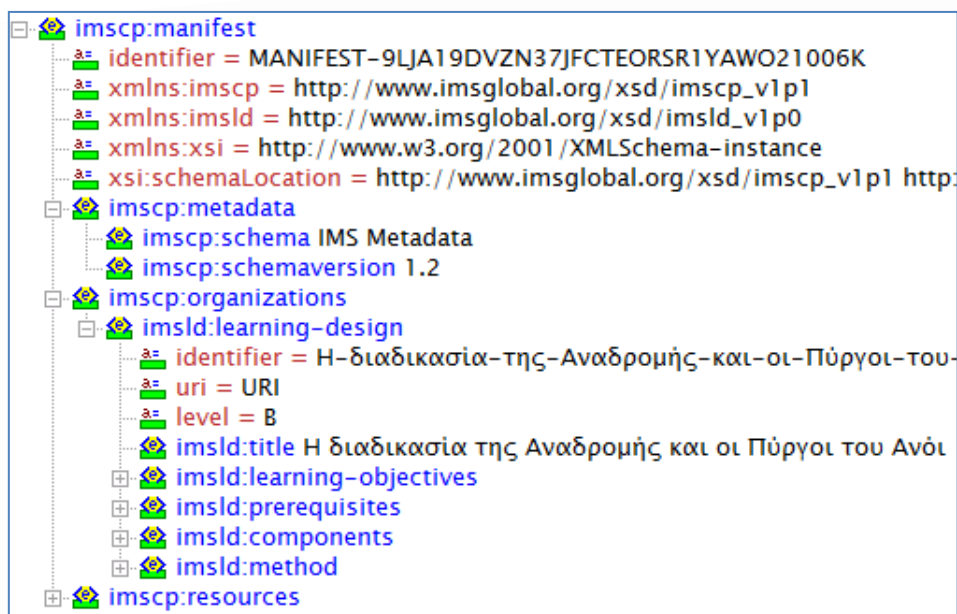 imscp:manifest
identifier = MANIFEST-9LJA19DVZN37JFCTEORSR1YAWO21006K
xmlns:imscp = http://www.imsglobal.org/xsd/imscp_v1p1
xmlns:imsld = http://www.imsglobal.org/xsd/imsld_v1p0
xmlns:xsi = http://www.w3.org/2001/XMLSchema-instance
xsi:schemaLocation = http://www.imsglobal.org/xsd/imscp_v1p1 http:
imscp:metadata
imscp:schema IMS Metadata
imscp:schemaversion 1.2
imscp:organizations
imsld:learning-design
identifier = Η-διαδικασία-της-Αναδρομής-και-οι-Πύργοι-του-
uri = URI
level = B
imsld:title Η διαδικασία της Αναδρομής και οι Πύργοι του Ανόι
imsld:learning-objectives
imsld:prerequisites
imsld:components
imsld:method
imscp:resources